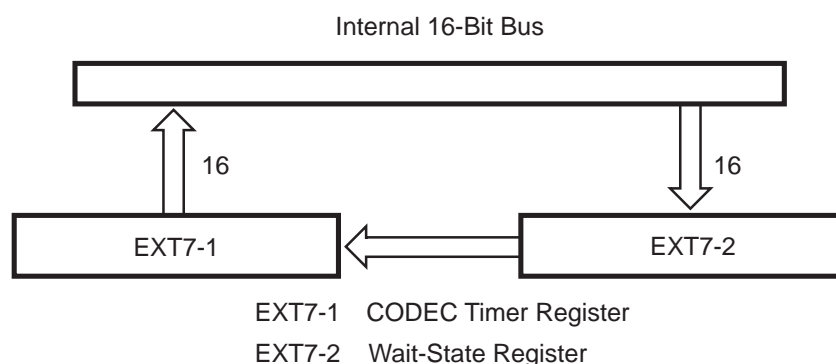 Internal 16-Bit Bus
16
16
EXT7-1
EXT7-2
EXT7-1 CODEC Timer Register
EXT7-2 Wait-State Register